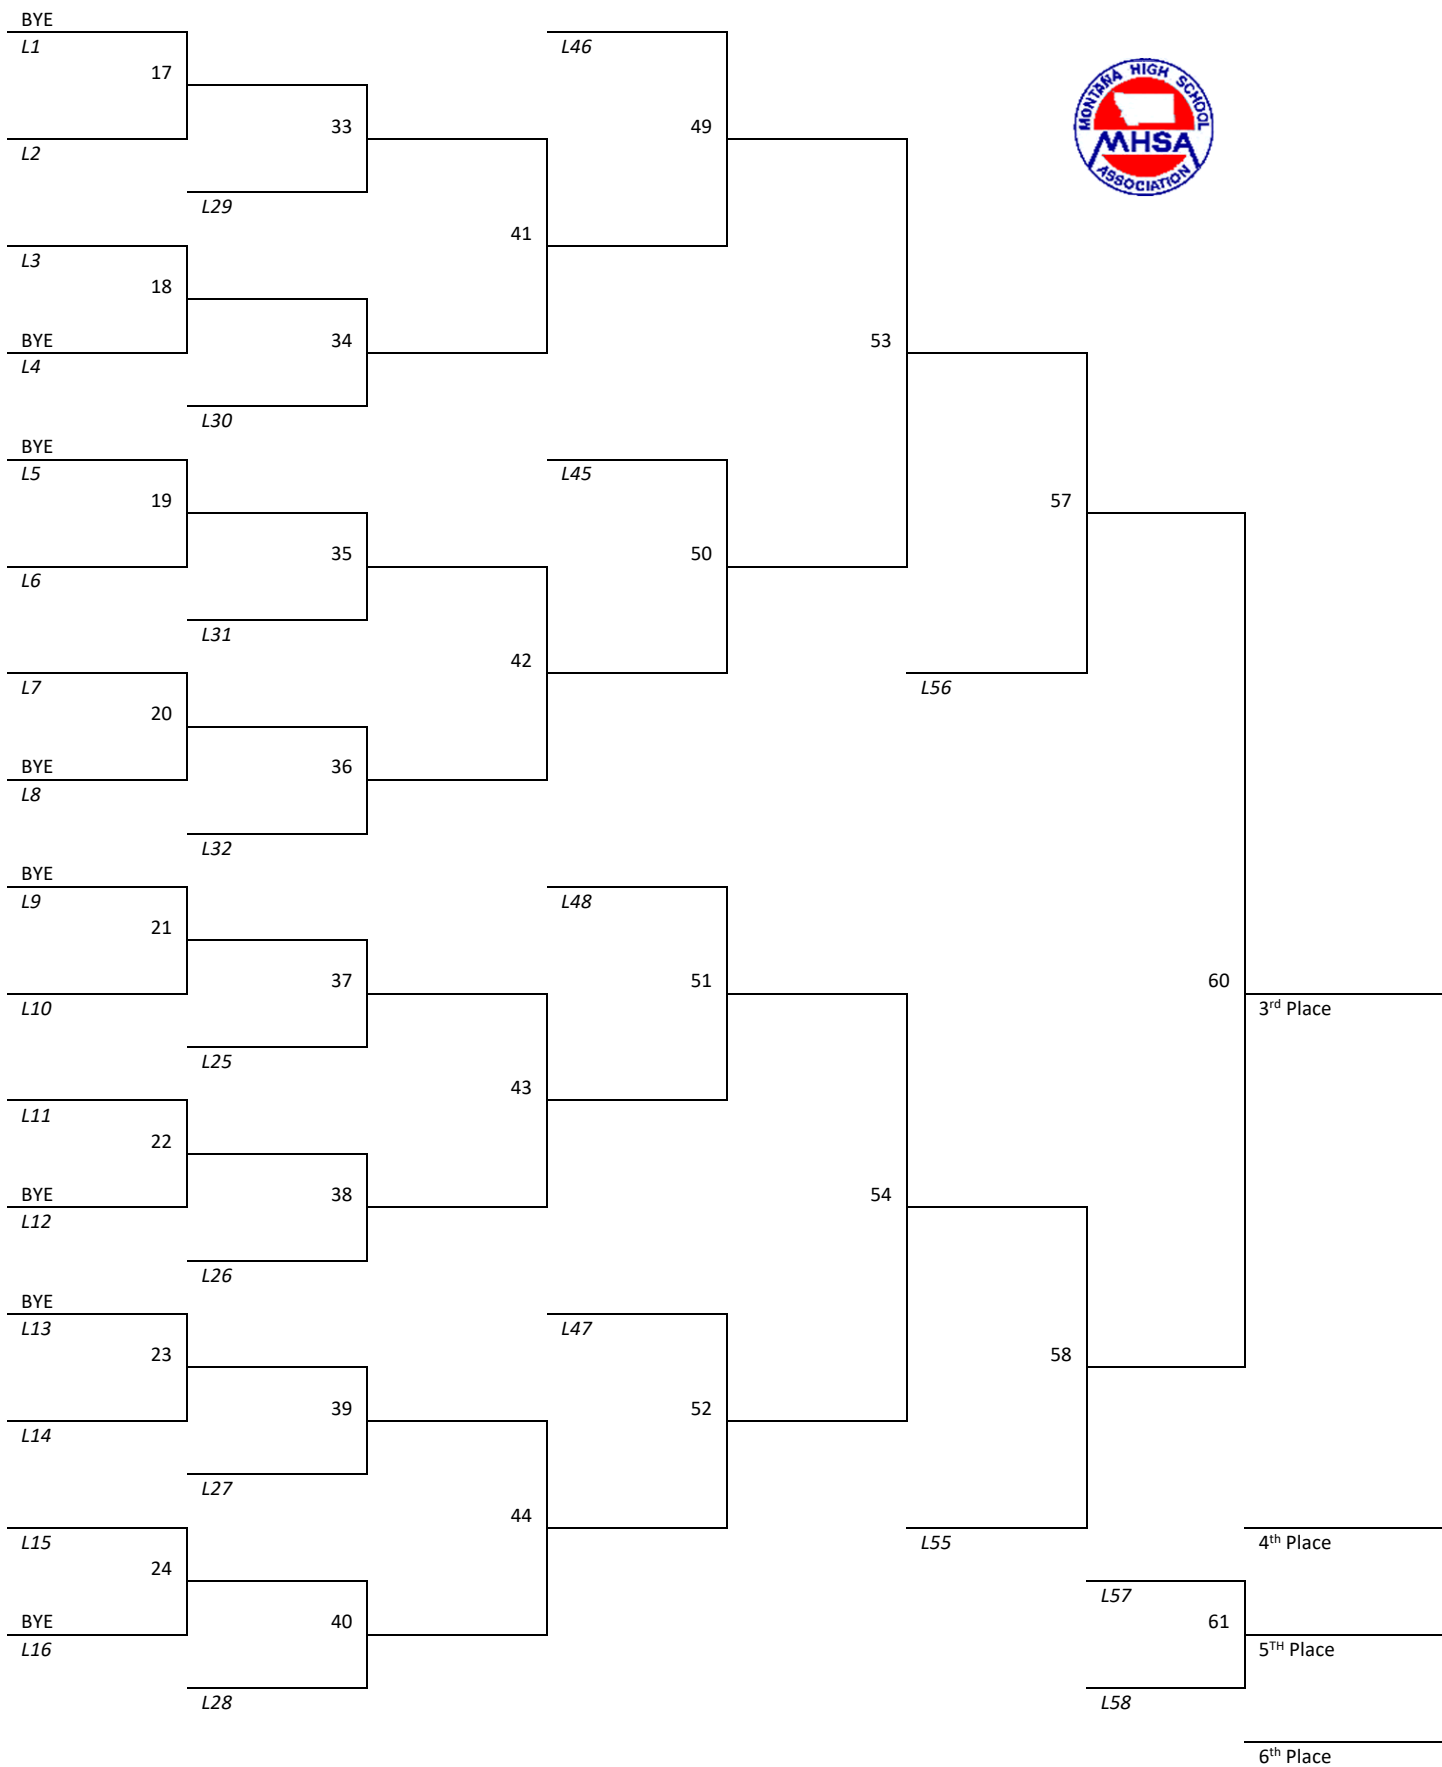 BYE
L1
L46
17
MONTANA HIGH SCHOOL
MHSA
ASSOCIATION
33
49
L2
L29
41
L3
18
BYE
34
53
L4
L30
BYE
L5
L45
19
57
35
50
L6
L31
42
L7
L56
20
BYE
36
L8
L32
BYE
L9
L48
21
37
51
60
L10
3rd Place
L25
43
L11
22
BYE
38
54
L12
L26
BYE
L13
L47
23
58
39
52
L14
L27
44
L15
L55
4th Place
24
L57
BYE
40
61
L16
5TH Place
L28
L58
6th Place